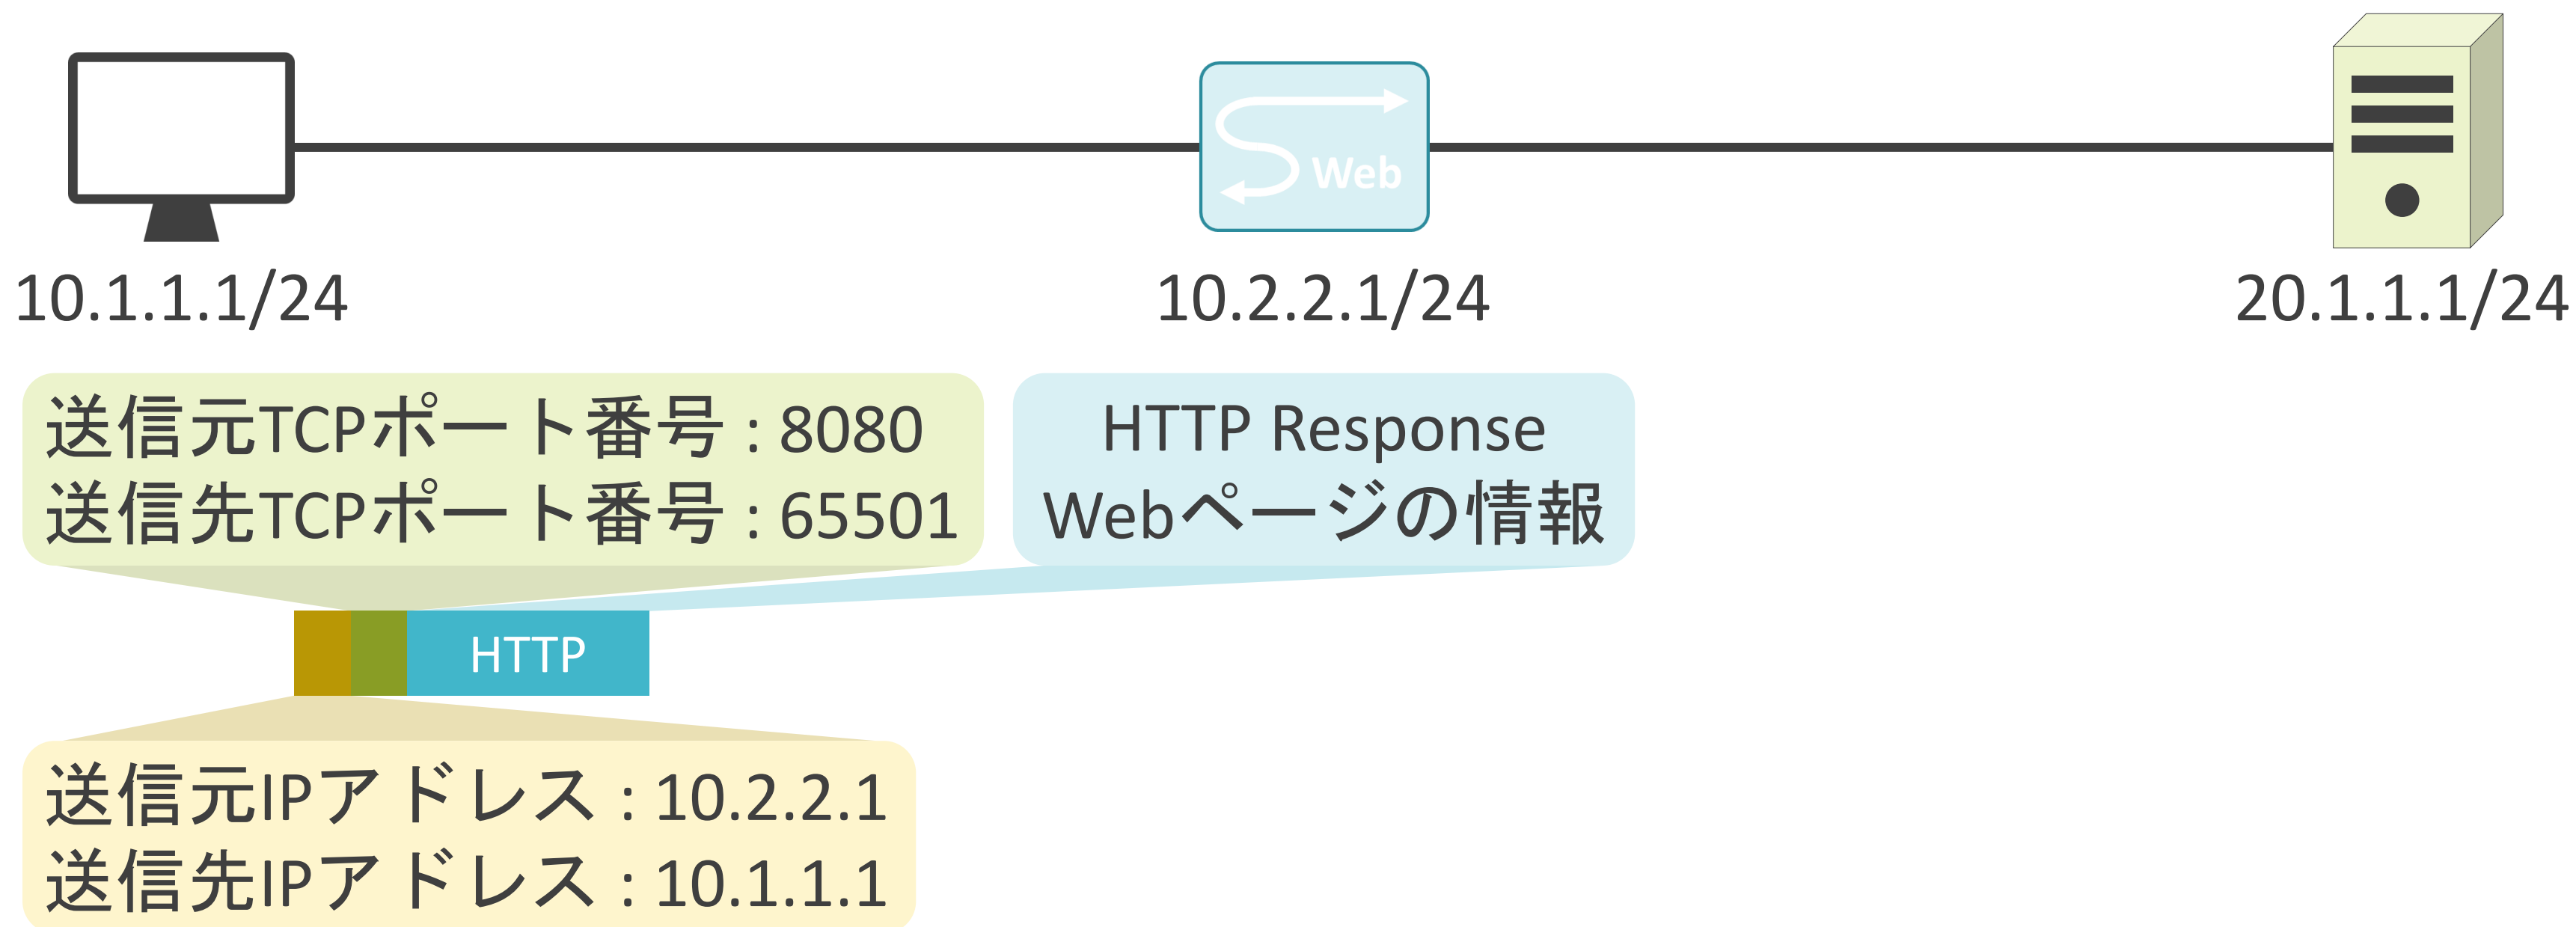 Web
10.1.1.1/24
10.2.2.1/24
20.1.1.1/24
送信元TCPポート番号 : 8080
送信先TCPポート番号 : 65501
HTTP Response
Webページの情報
HTTP
送信元IPアドレス : 10.2.2.1
送信先IPアドレス : 10.1.1.1